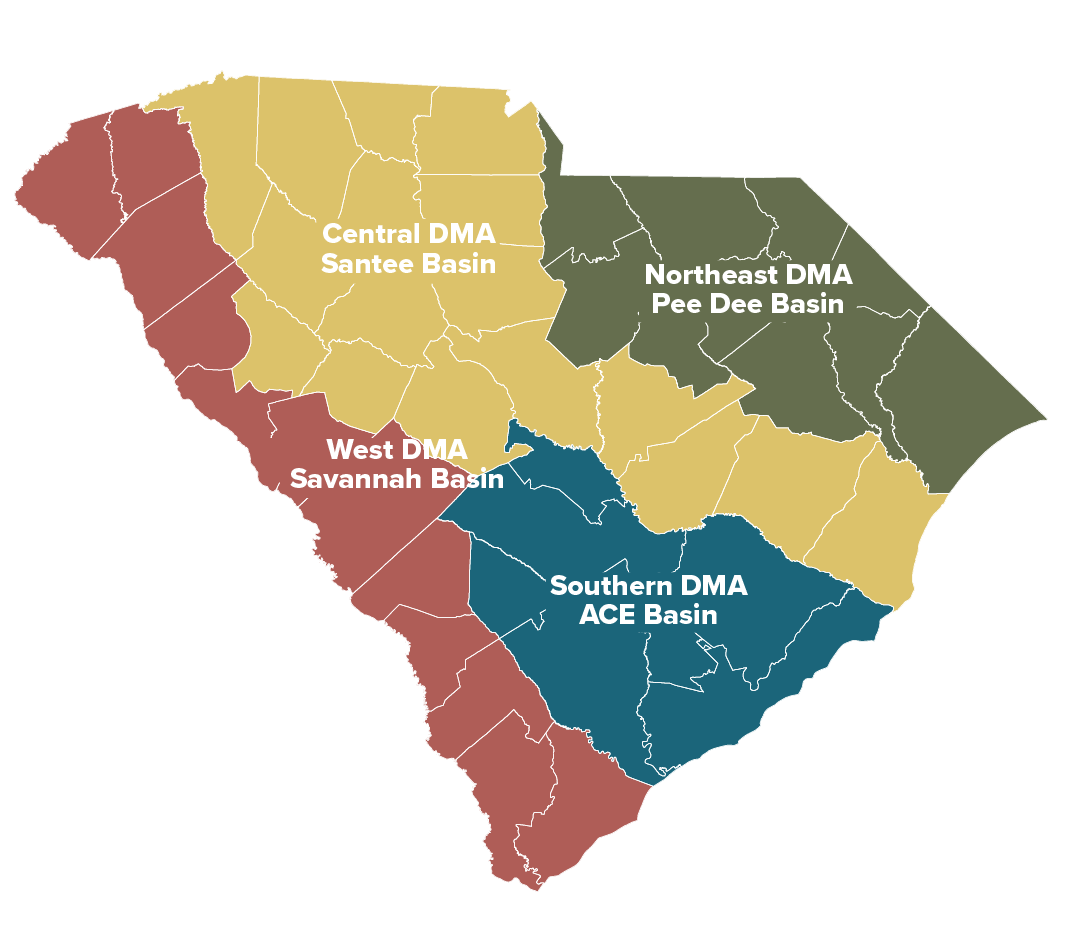 Central DMA
Santee Basin
Northeast DMA
Pee Dee Basin
West DMA
Savannah Basin
Southern DMA
ACE Basin